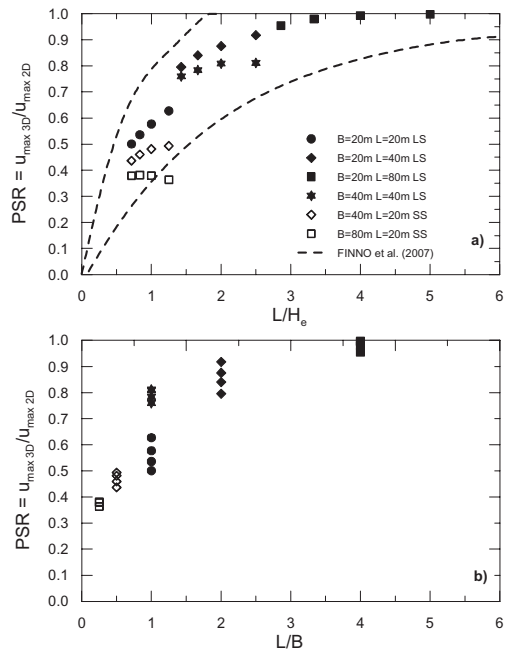 1.0
0.9
0.8
0.7
0.6
0.5
0.4
0.3
0.2
0.1
0.0
PSR = u max 3D/u max 2D
B=20m L=20m LS
B=20m L=40m LS
B=20m L=80m LS
B=40m L=40m LS
B=40m L=20m SS
B=80m L=20m SS
FINNO et al. (2007)
a)
0 1 2 3 4 5 6
L/He
1.0
0.9
0.8
0.7
0.6
0.5
0.4
0.3
0.2
0.1
0.0
PSR = u max 3D/u max 2D
b)
0 1 2 3 4 5 6
L/B